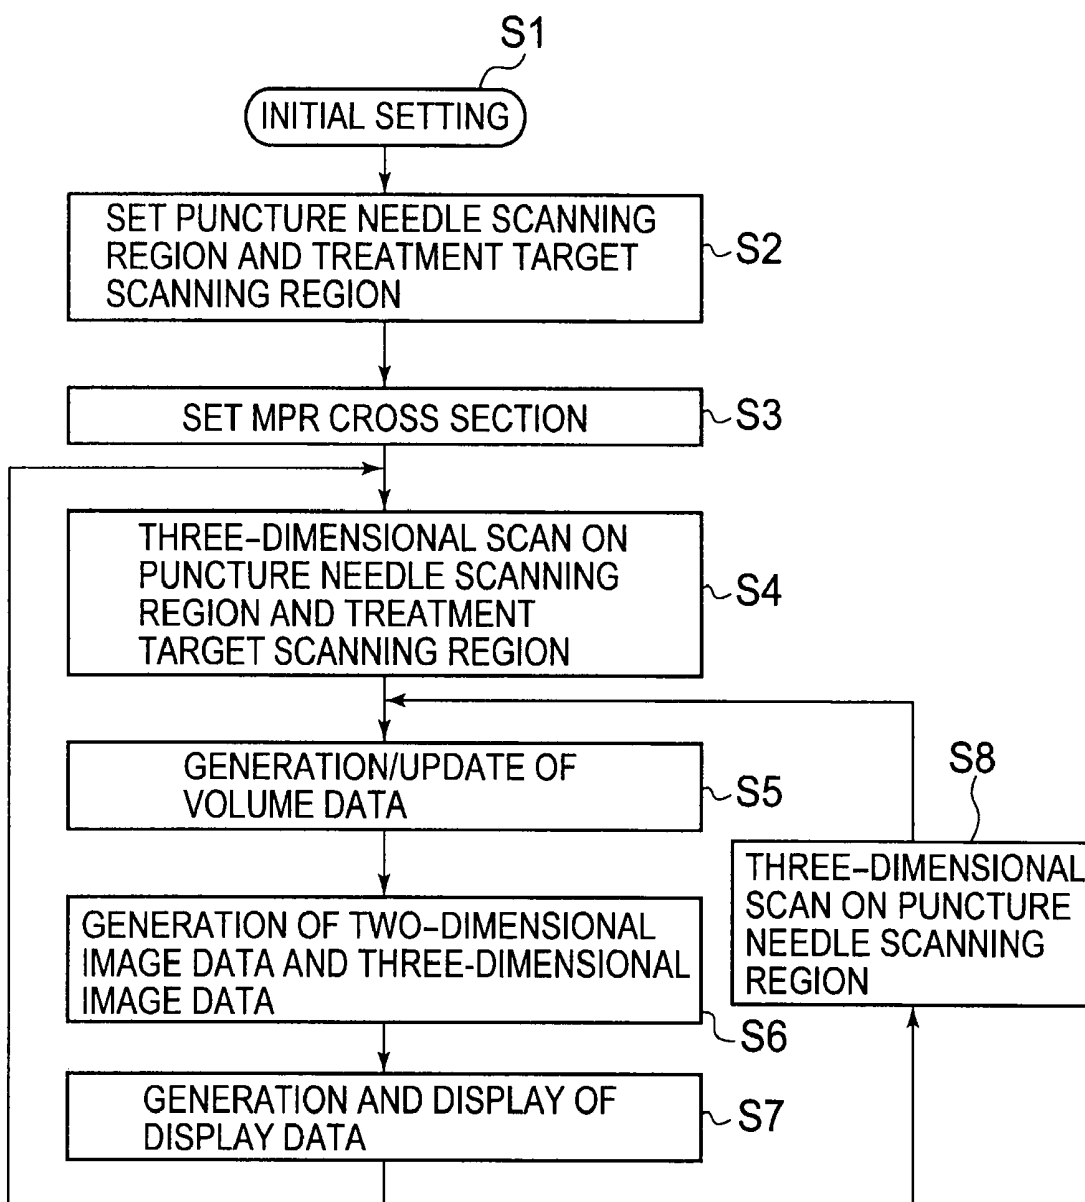 S1
INITIAL SETTING
SET PUNCTURE NEEDLE SCANNING
REGION AND TREATMENT TARGET
SCANNING REGION
S2
SET MPR CROSS SECTION
S3
THREE-DIMENSIONAL SCAN ON
PUNCTURE NEEDLE SCANNING
REGION AND TREATMENT
TARGET SCANNING REGION
S4
GENERATION/UPDATE OF
VOLUME DATA
S5
S8
THREE-DIMENSIONAL
SCAN ON PUNCTURE
NEEDLE SCANNING
REGION
GENERATION OF TWO-DIMENSIONAL
IMAGE DATA AND THREE-DIMENSIONAL
IMAGE DATA
S6
GENERATION AND DISPLAY OF
DISPLAY DATA
S7